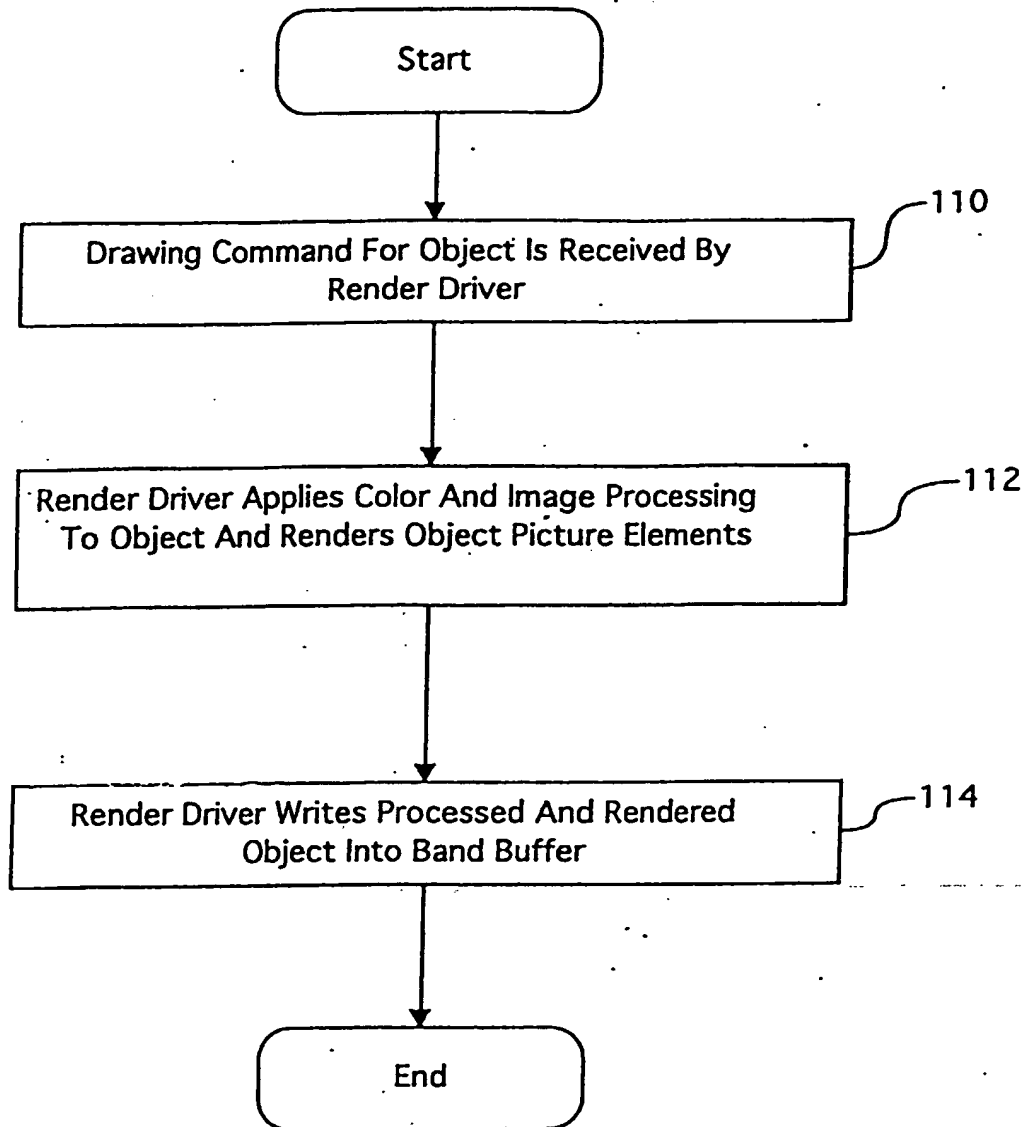 Start
110
Drawing Command For Object Is Received By
Render Driver
112
Render Driver Applies Color And Image Processing
To Object And Renders Object Picture Elements
114
Render Driver Writes Processed And Rendered
Object Into Band Buffer
End